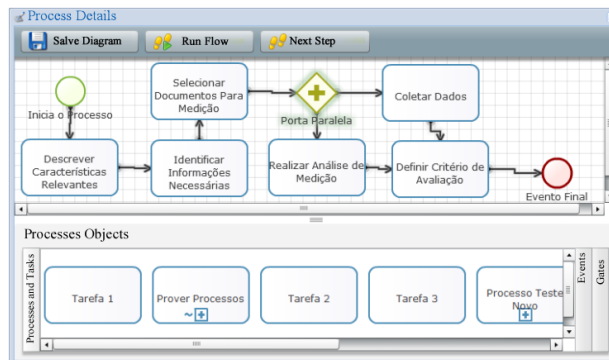 Process Details
Salve Diagram
Run Flow
Next Step
Inicia o Processo
Selecionar
Documentos Para
Medição
Porta Paralela
Coletar Dados
Descrever
Características
Relevantes
Identificar
Informações
Necessárias
Realizar Análise de
Medição
Definir Critério de
Avaliação
Evento Final
Processes Objects
Processes and Tasks
Tarefa 1
Prover Processos
Tarefa 2
Tarefa 3
Processo Teste
Novo
Events
Gates